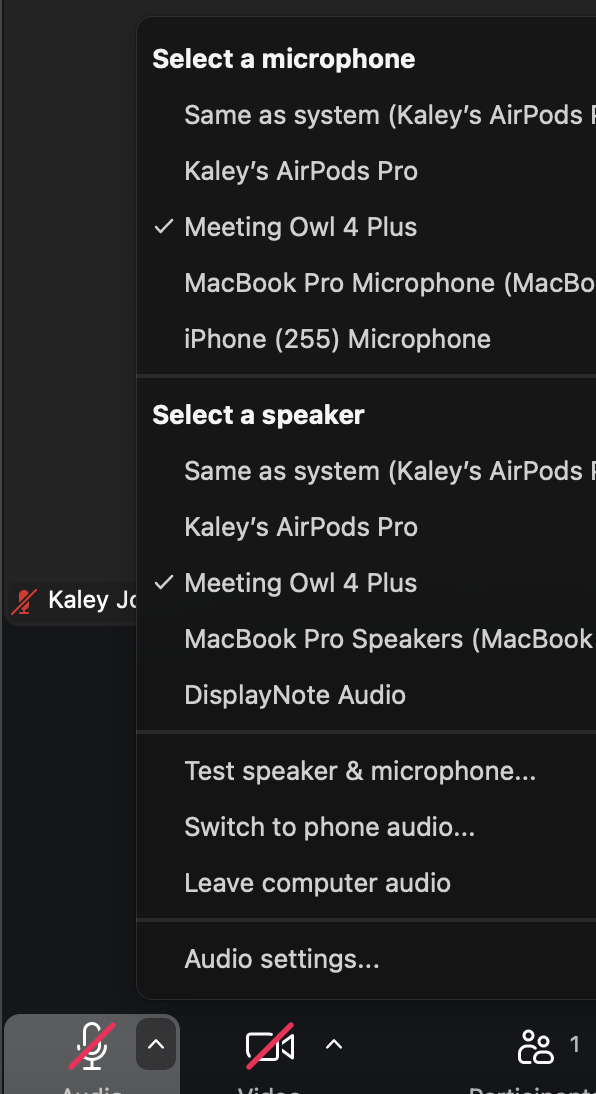 Select a microphone
Same as system (Kaley’s AirPods
Kaley’s AirPods Pro
✓ Meeting Owl 4 Plus
MacBook Pro Microphone (MacBo
iPhone (255) Microphone
Select a speaker
Same as system (Kaley’s AirPods
Kaley’s AirPods Pro
✓ Meeting Owl 4 Plus
Kaley Jo
MacBook Pro Speakers (MacBook
DisplayNote Audio
Test speaker & microphone...
Switch to phone audio...
Leave computer audio
Audio settings...
1
Audio Video Participants